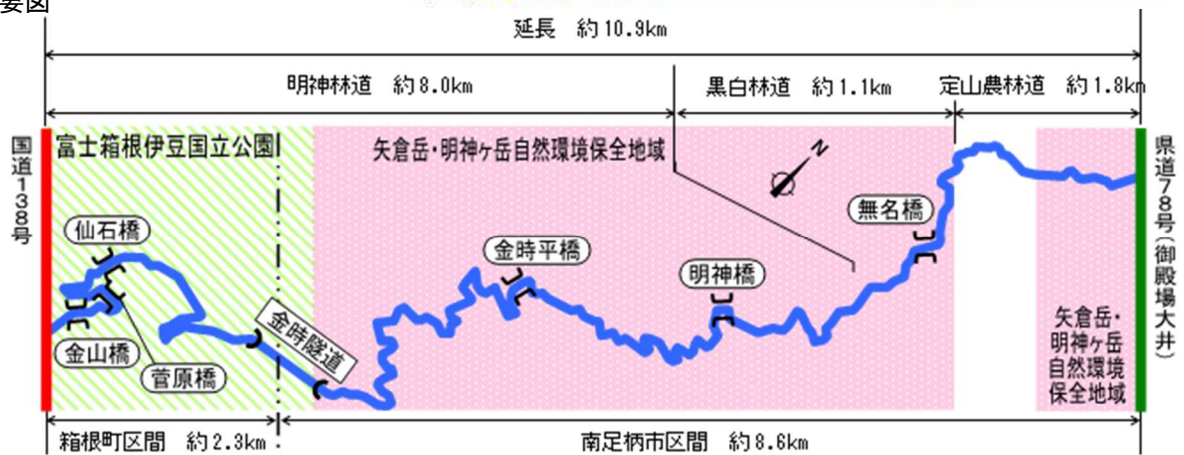 要図
延長　約10.9km
明神林道　約8.0km
黒白林道　約1.1km
定山農林道　約1.8km
国道138号
富士箱根伊豆国立公園
矢倉岳・明神ヶ岳自然環境保全地域
N
県道78号(御殿場大井)
仙石橋
金時平橋
明神橋
無名橋
金山橋
菅原橋
金時隧道
矢倉岳・
明神ヶ岳
自然環境
保全地域
箱根町区間　約2.3km
南足柄市区間　約8.6km